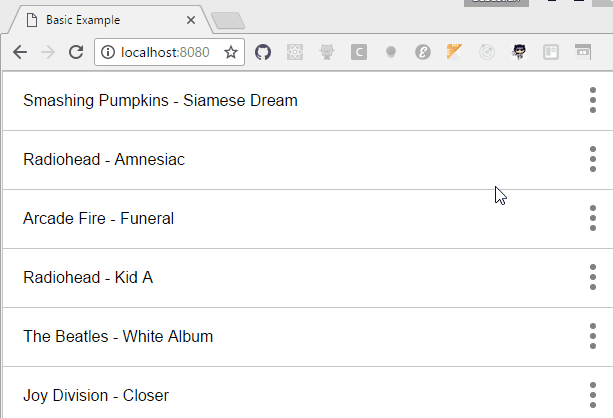 Basic Example
localhost:8080
Smashing Pumpkins - Siamese Dream
Radiohead - Amnesiac
Arcade Fire - Funeral
Radiohead - Kid A
The Beatles - White Album
Joy Division - Closer